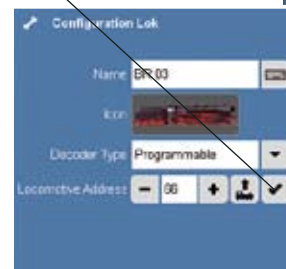 Configuration Lok
Name BR 03
Icon
Decoder Type Programmable
Locomotive Address 66